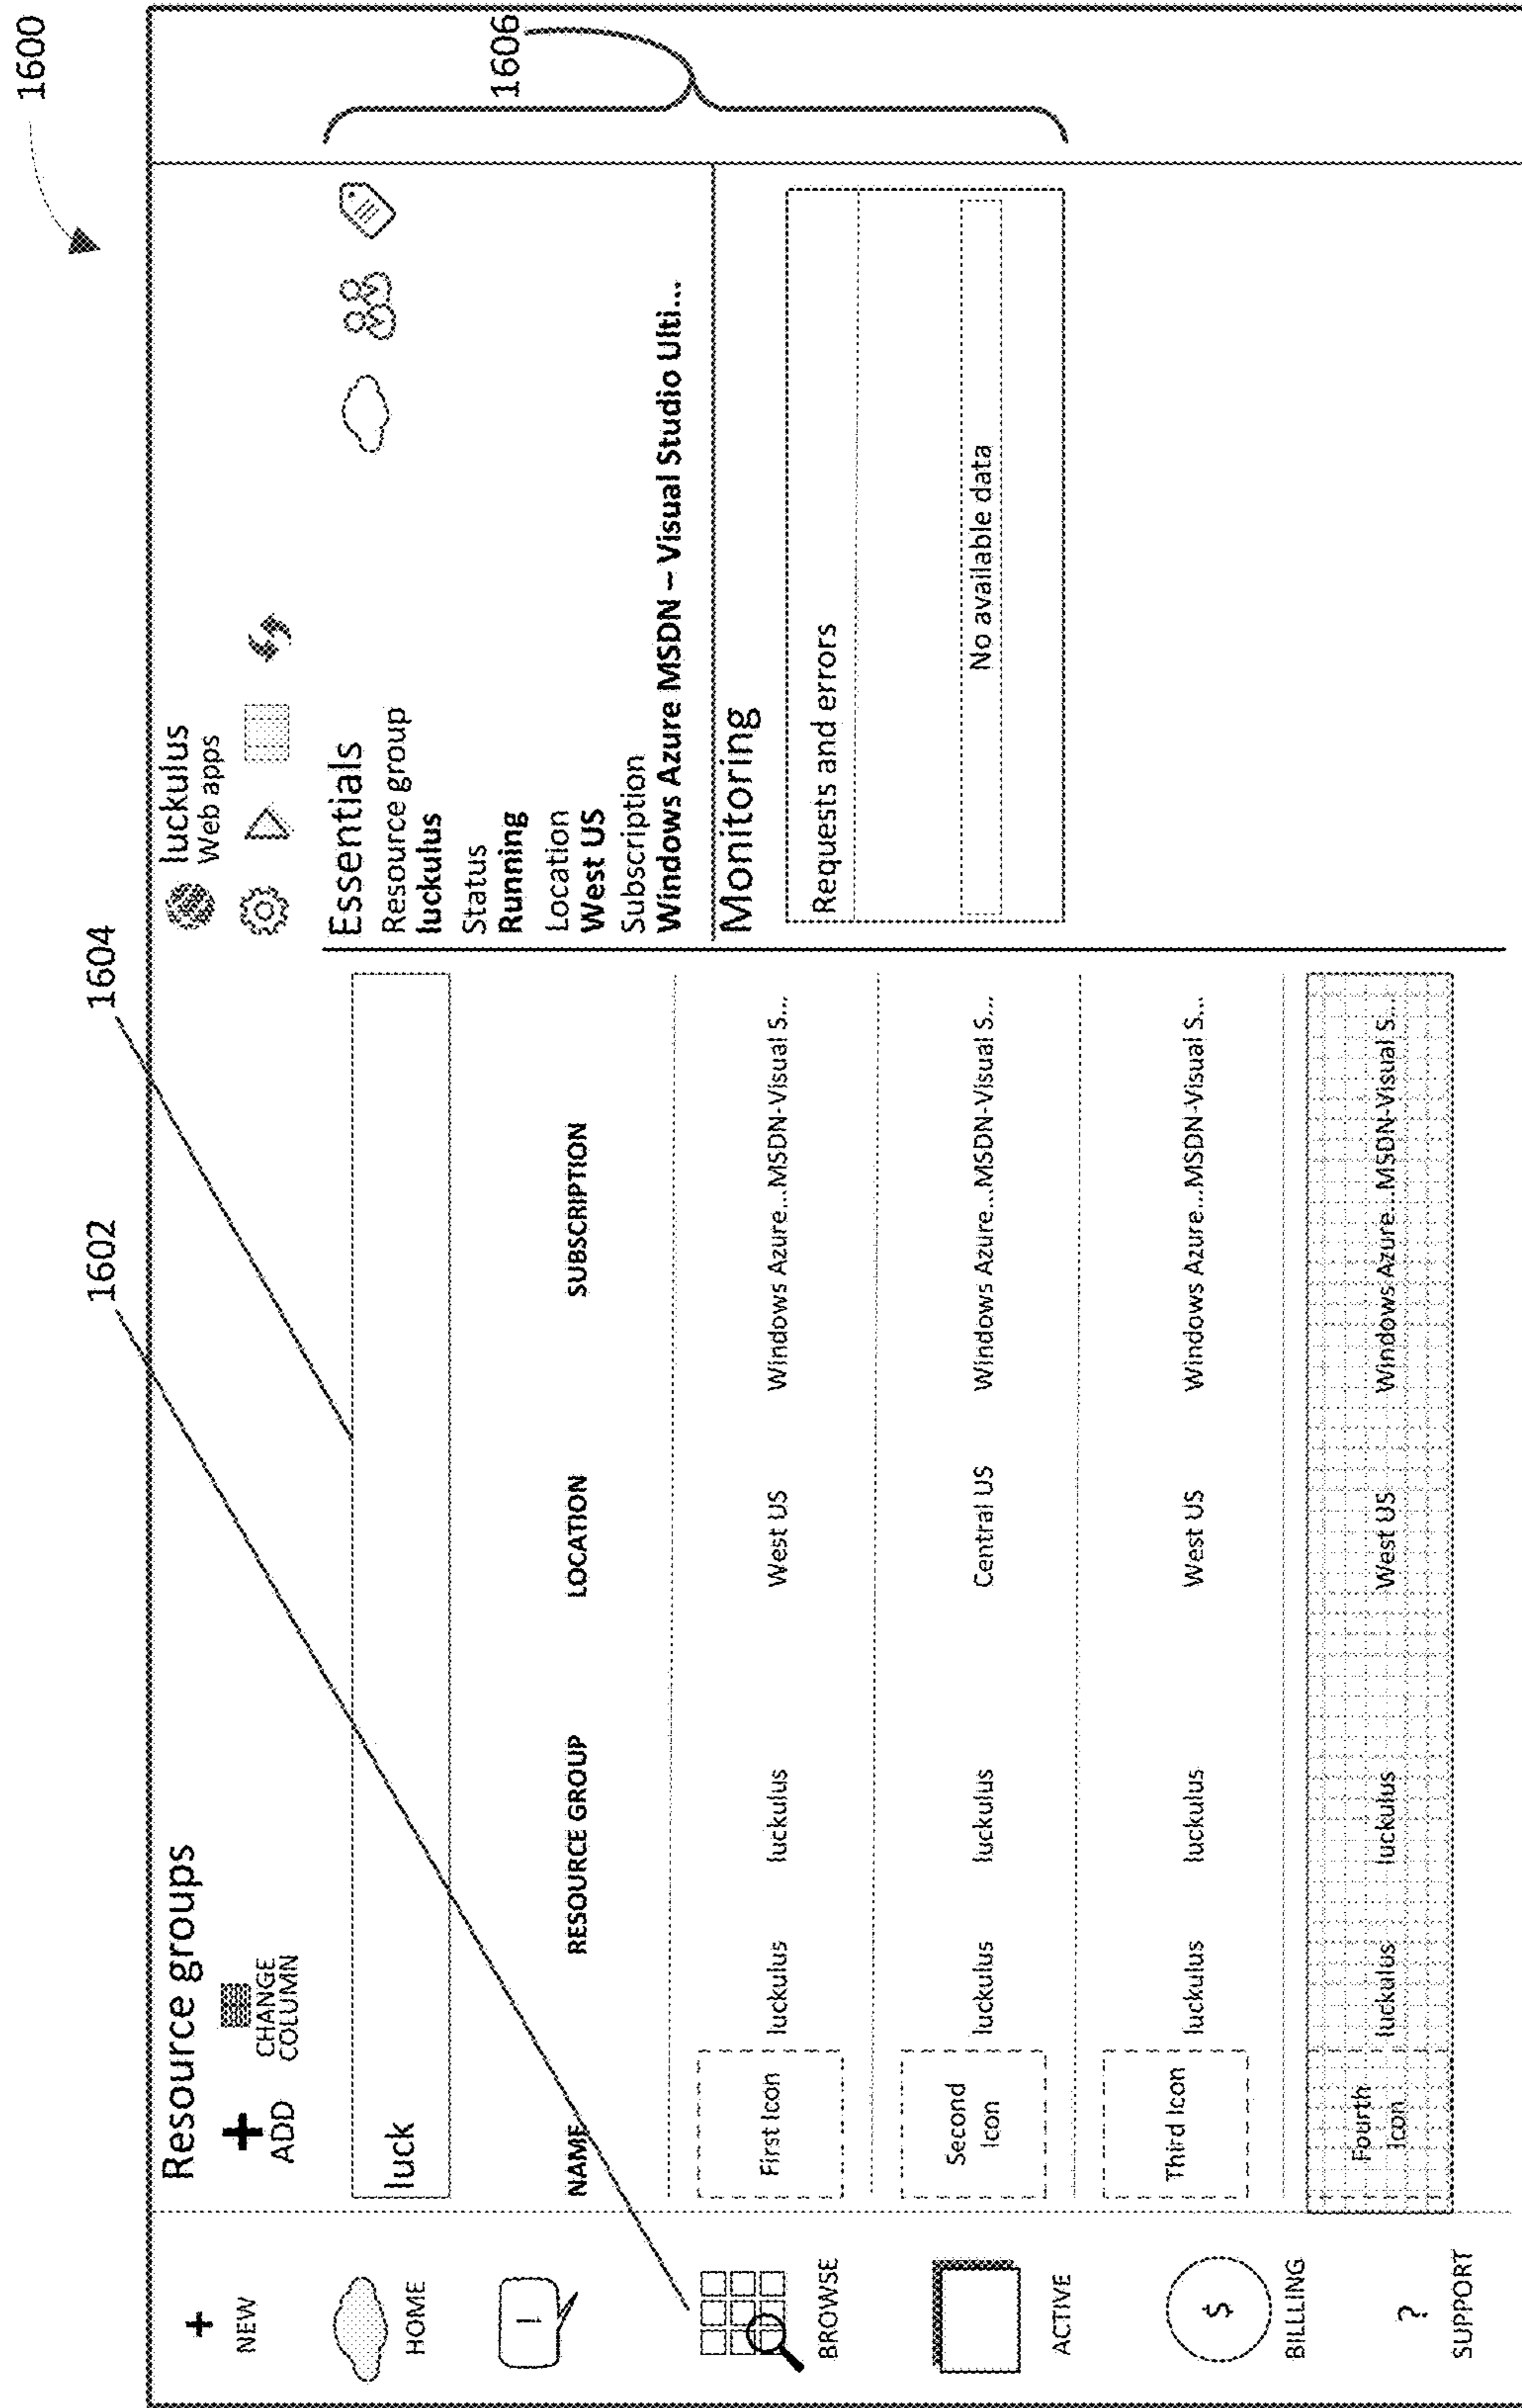 1600
1602
1604
1606
+
NEW
HOME
!
BROWSE
ACTIVE
$
BILLLING
?
SUPPORT
Resource groups
+
ADD
CHANGE
COLUMN
luck
NAME RESOURCE GROUP LOCATION SUBSCRIPTION
First Icon luckulus luckulus West US Windows Azure...MSDN-Visual S...
Second
Icon
luckulus luckulus Central US Windows Azure...MSDN-Visual S...
Third Icon luckulus luckulus West US Windows Azure...MSDN-Visual S...
Fourth
Icon
luckulus luckulus West US Windows Azure...MSDN-Visual S...
luckulus
Web apps
Essentials
Resource group
luckulus
Status
Running
Location
West US
Subscription
Windows Azure MSDN – Visual Studio Ulti...
Monitoring
Requests and errors
No available data